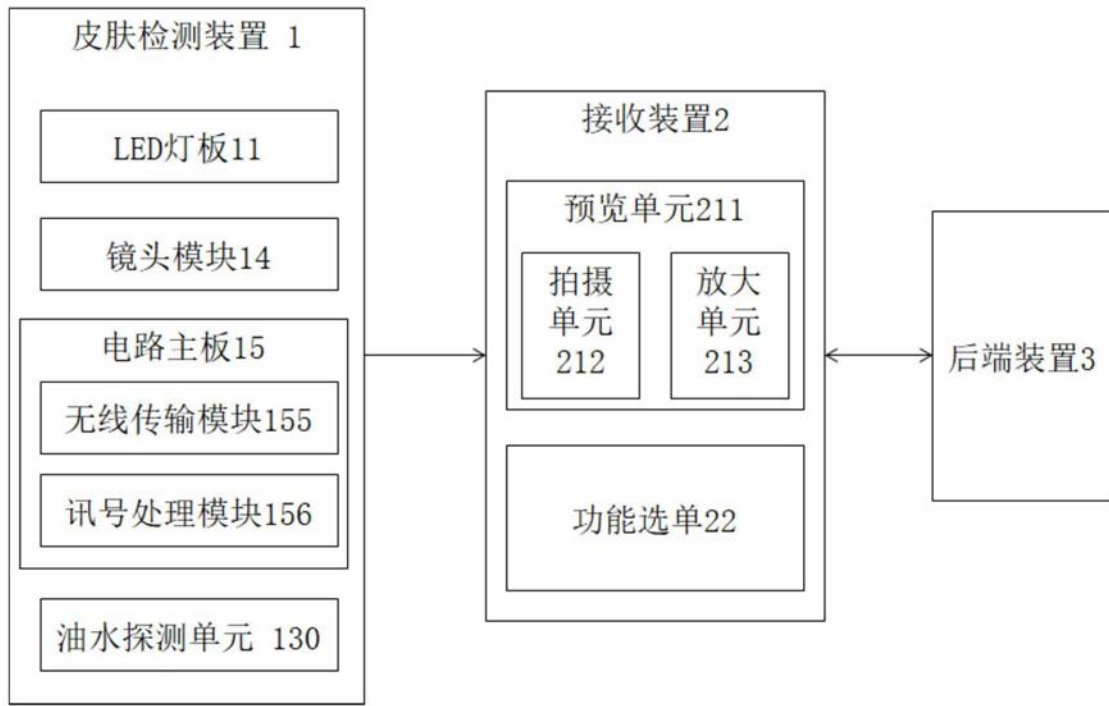 皮肤检测装置 1
LED灯板11
镜头模块14
电路主板15
无线传输模块155
讯号处理模块156
油水探测单元 130
接收装置2
预览单元211
拍摄
单元
212
放大
单元
213
功能选单22
后端装置3